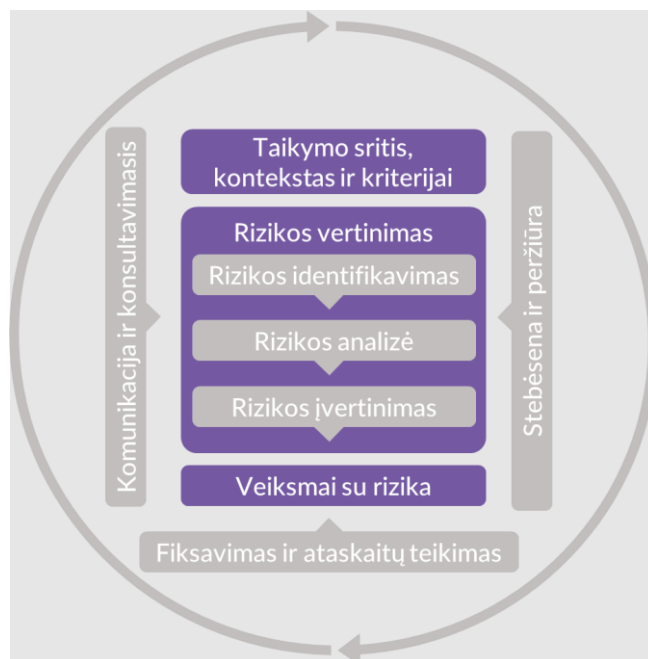 Taikymo sritis,
kontekstas ir kriterijai
Rizikos vertinimas
Rizikos identifikavimas
Rizikos analizė
Rizikos įvertinimas
Veiksmai su rizika
Fiksavimas ir ataskaitų teikimas
Komunikacija ir konsultavimasis
Stebėsena ir peržiūra